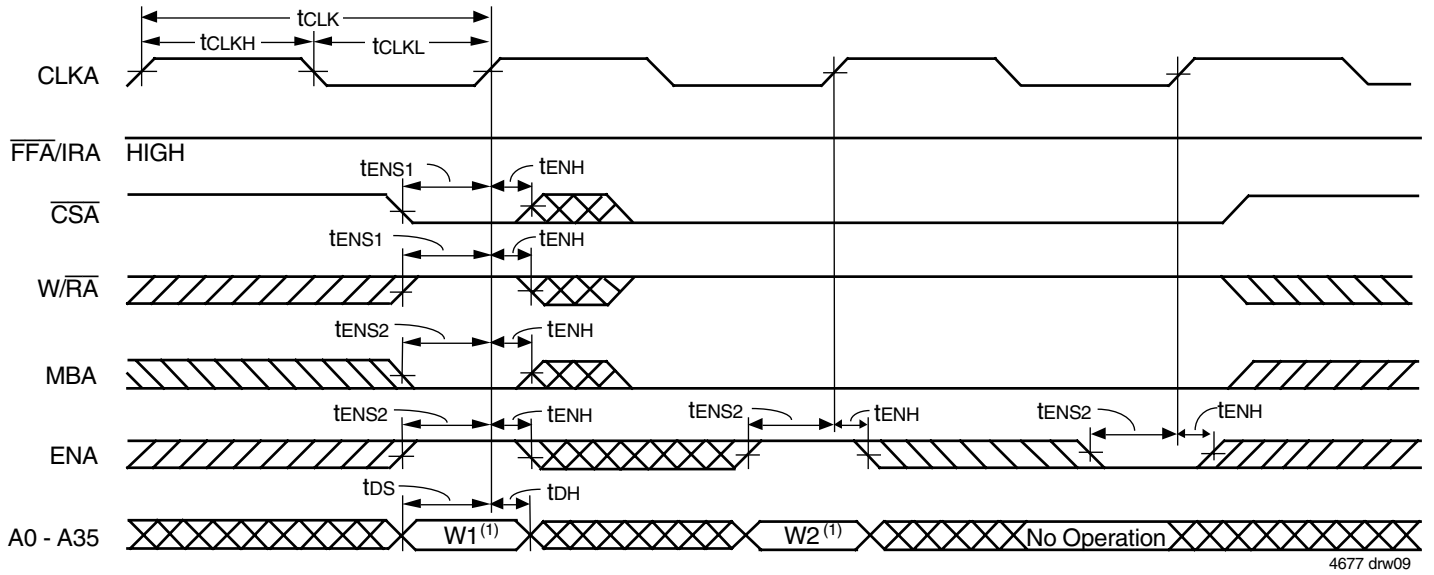 tCLK
tCLKH tCLKL
CLKA
FFA/IRA HIGH
tENS1 tENH
CSA
tENS1 tENH
W/RA
tENS2 tENH
MBA
tENS2 tENH tENS2 tENH tENS2 tENH
ENA
tDS tDH
A0 - A35 W1(1) W2(1) No Operation
4677 drw09